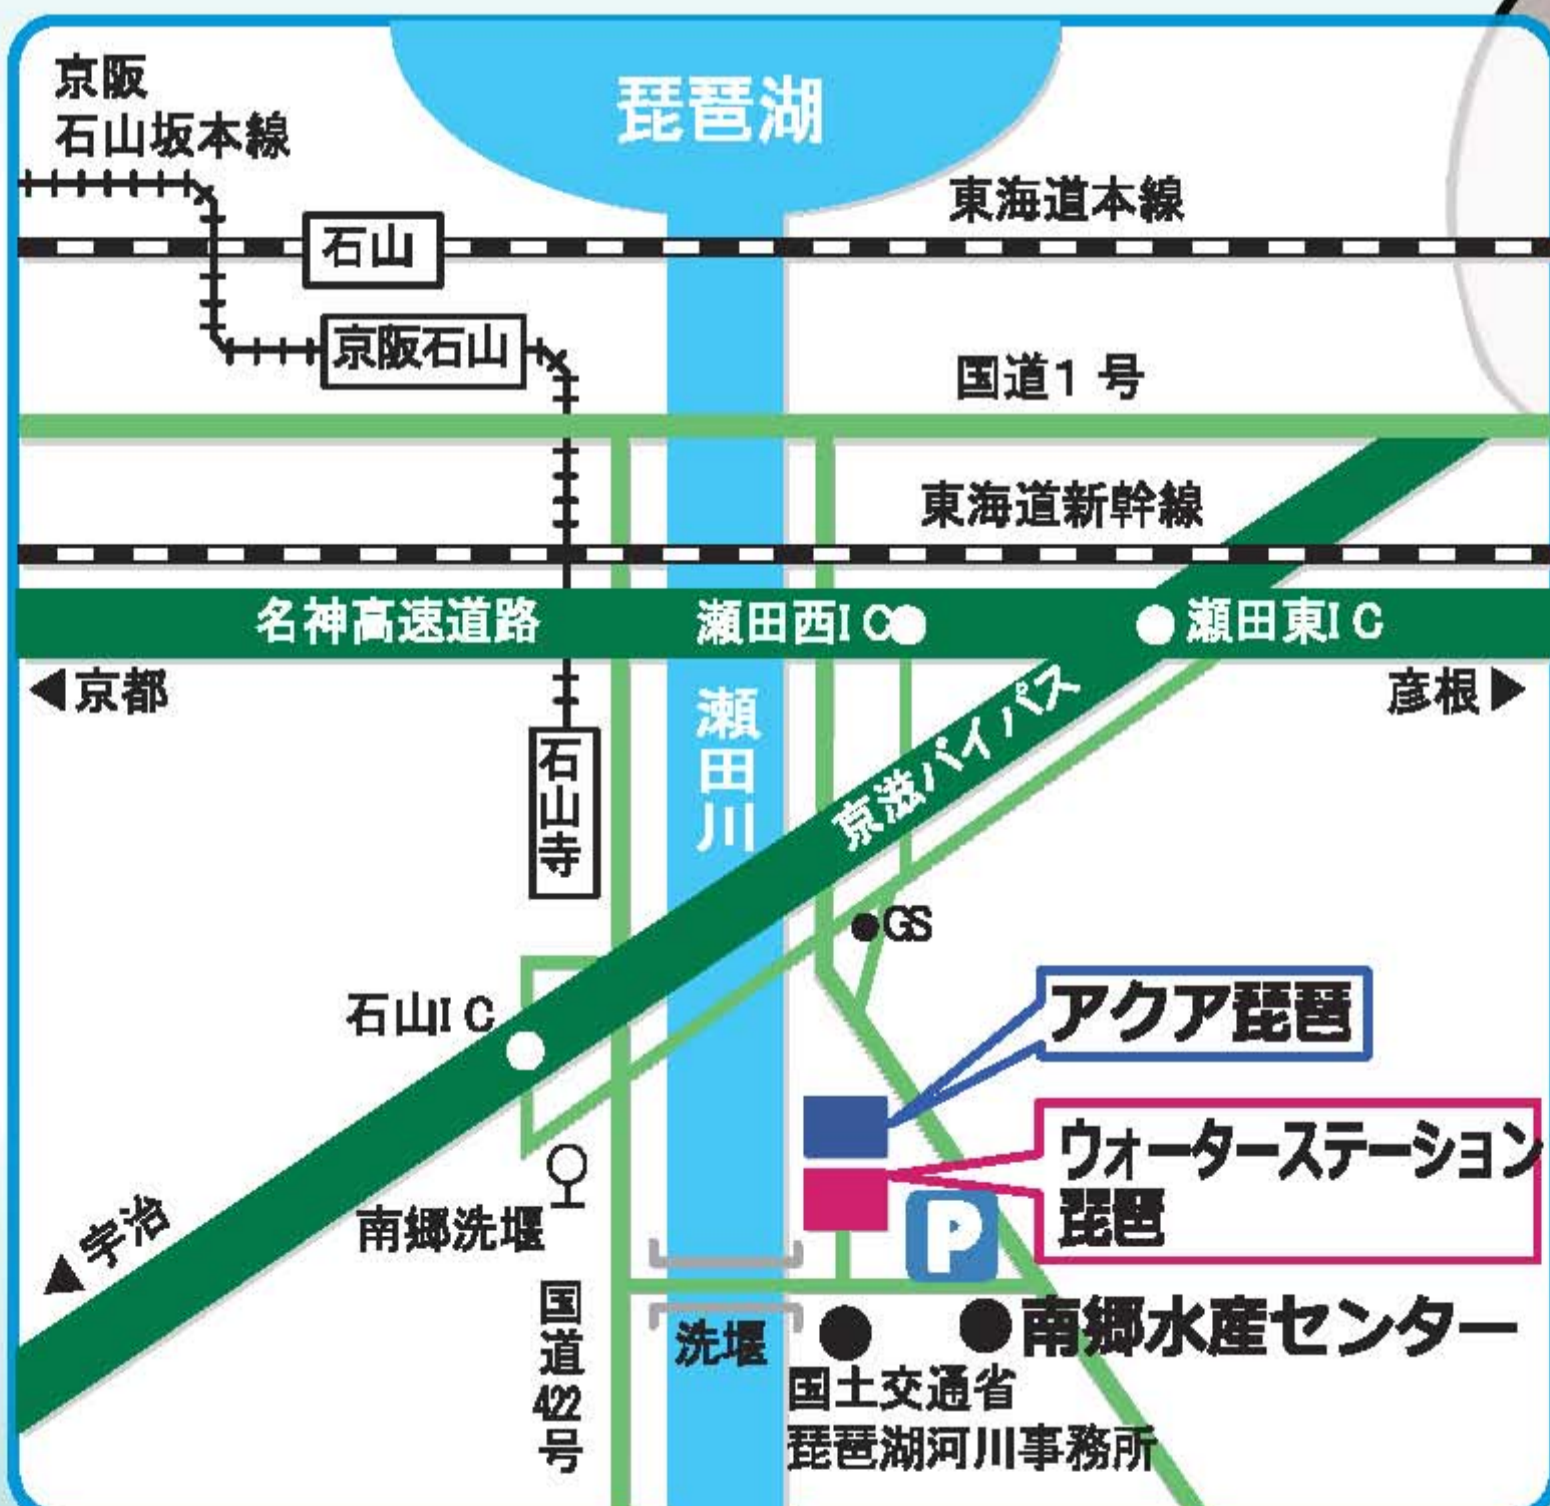 京阪
石山坂本線
琵琶湖
東海道本線
石山
京阪石山
国道1号
東海道新幹線
名神高速道路
瀬田西IC
瀬田東IC
◀京都
彦根▶
瀬田川
石山寺
京滋バイパス
●GS
石山IC
アクア琵琶
ウォーターステーション
琵琶
P
◀宇治
南郷洗堰
国道422号
洗堰
●南郷水産センター
国土交通省
琵琶湖河川事務所